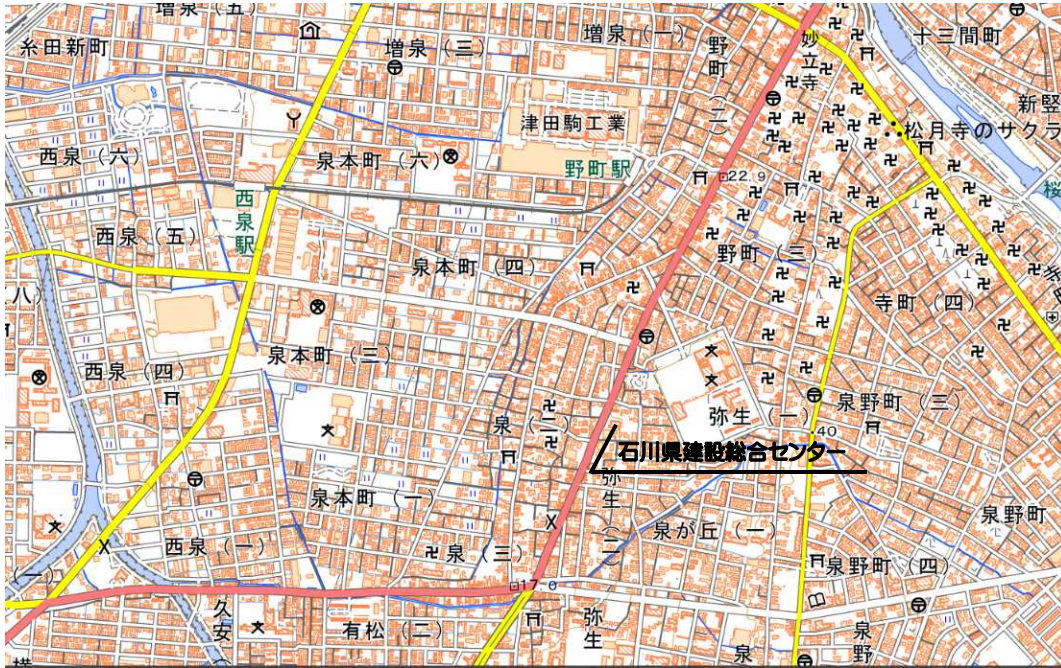 増泉（五）
糸田新町
増泉（三）
増泉（一）
野町（二）
妙立寺
十三間町
新竪
津田駒工業
松月寺のサクラ
西泉（六）
泉本町（六）
野町駅
22.9
西泉駅
西泉（五）
泉本町（四）
野町（三）
寺町（四）
八）
泉本町（三）
西泉（四）
泉（二）
弥生（一）
泉野町（三）
40
石川県建設総合センター
弥生（二）
泉本町（一）
泉が丘（一）
泉野町
西泉（一）
泉（三）
泉野町（四）
（一）
17.0
久安
有松（二）
弥生
泉
泉野